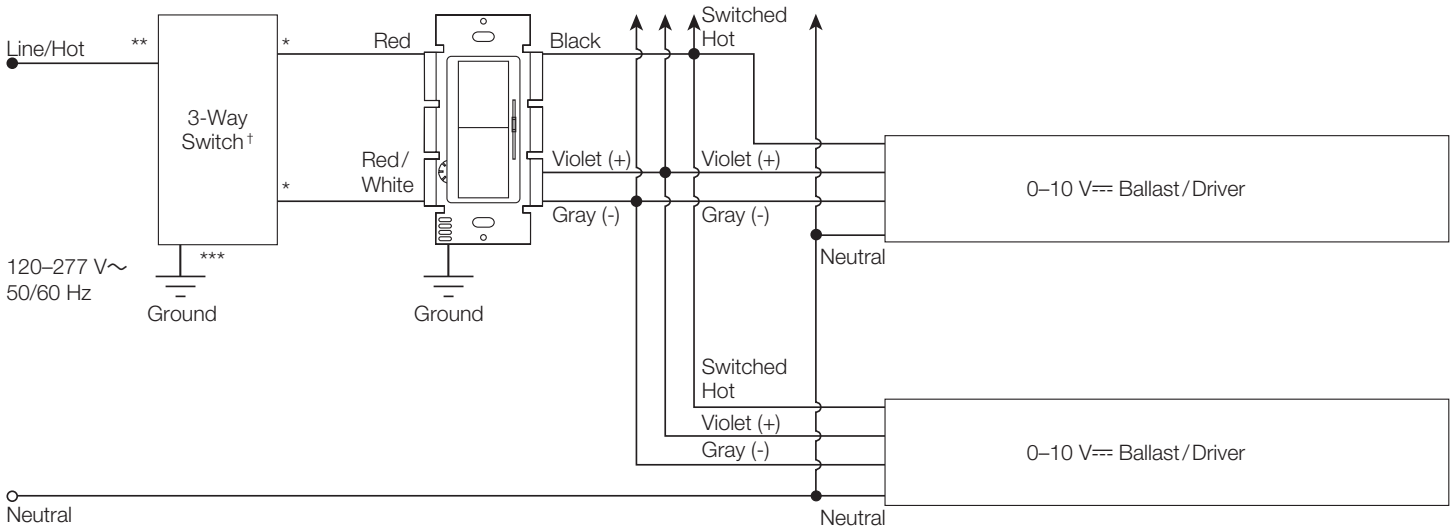 Line/Hot
**
*
Red
Black
Switched
Hot
3-Way
Switch†
Red/
White
Violet (+)
Violet (+)
*
Gray (-)
Gray (-)
0–10 V⎓ Ballast/Driver
Neutral
***
120–277 V～
50/60 Hz
Ground
Ground
Switched
Hot
Violet (+)
Gray (-)
0–10 V⎓ Ballast/Driver
Neutral
Neutral